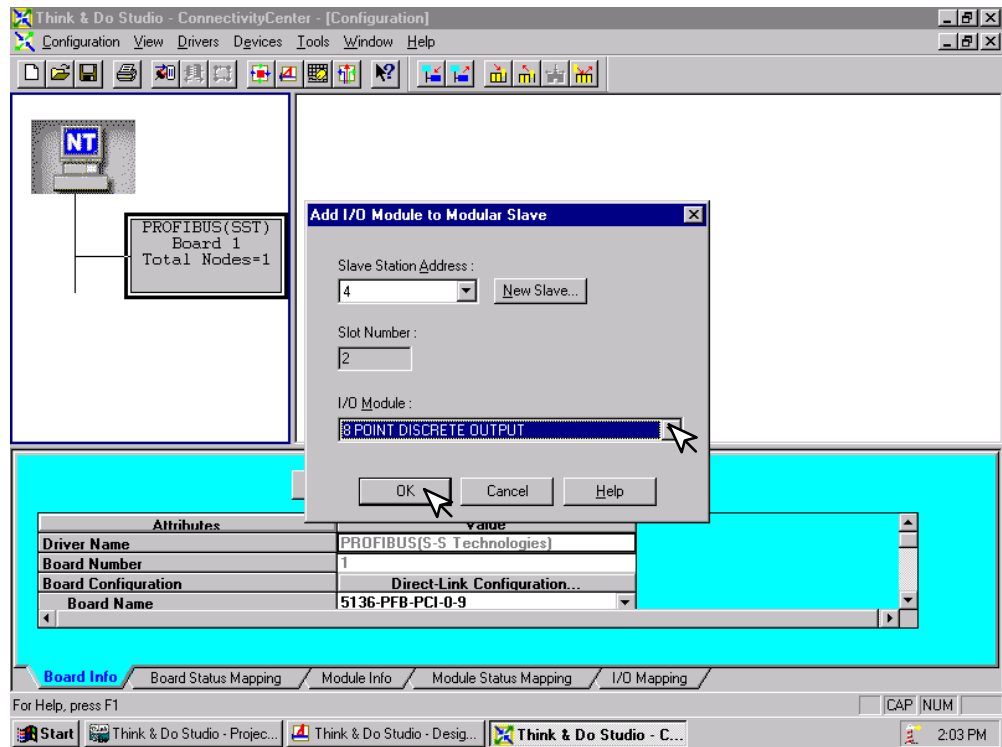 Think & Do Studio - ConnectivityCenter - [Configuration]
Configuration View Drivers Devices Tools Window Help
NT
PROFIBUS(SST)
Board 1
Total Nodes=1
Add I/O Module to Modular Slave
Slave Station Address :
4
New Slave...
Slot Number :
2
I/O Module :
8 POINT DISCRETE OUTPUT
OK Cancel Help
Attributes Value
Driver Name PROFIBUS(S-S Technologies)
Board Number 1
Board Configuration Direct-Link Configuration...
Board Name 5136-PFB-PCI-0-9
Board Info Board Status Mapping Module Info Module Status Mapping I/O Mapping
For Help, press F1 CAP NUM
Start Think & Do Studio - Projec... Think & Do Studio - Desig... Think & Do Studio - C... 2:03 PM